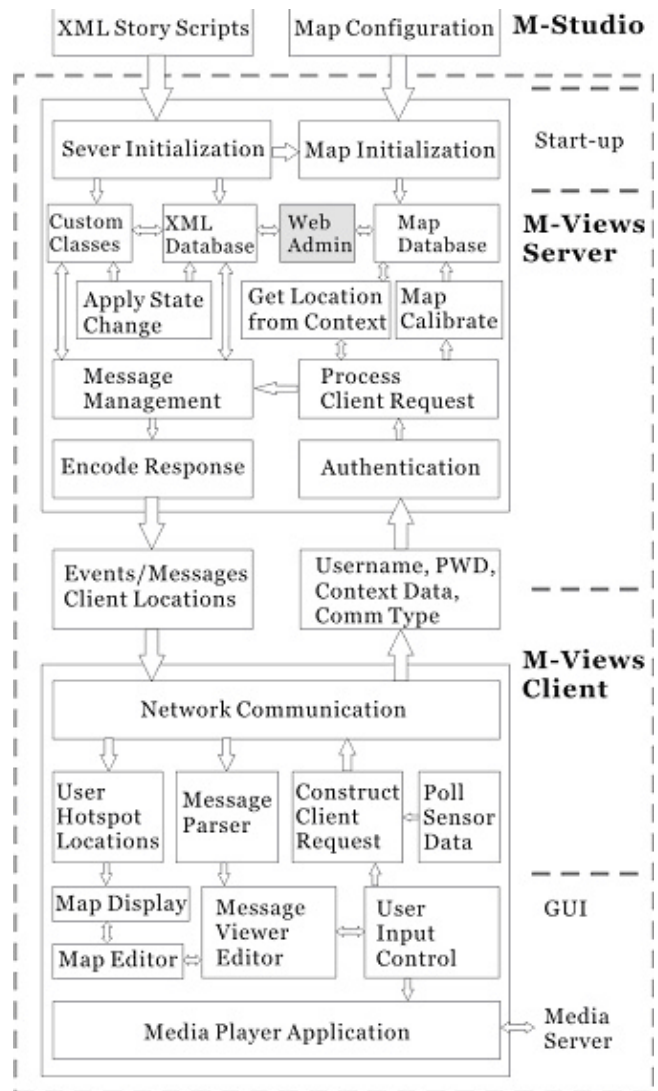 XML Story Scripts
Map Configuration
M-Studio
Sever Initialization
Map Initialization
Start-up
Custom
Classes
XML
Database
Web
Admin
Map
Database
M-Views
Server
Apply State
Change
Get Location
from Context
Map
Calibrate
Message
Management
Process
Client Request
Encode Response
Authentication
Events/Messages
Client Locations
Username, PWD,
Context Data,
Comm Type
M-Views
Client
Network Communication
User
Hotspot
Locations
Message
Parser
Construct
Client
Request
Poll
Sensor
Data
Map Display
Map Editor
Message
Viewer
Editor
User
Input
Control
GUI
Media Player Application
Media
Server